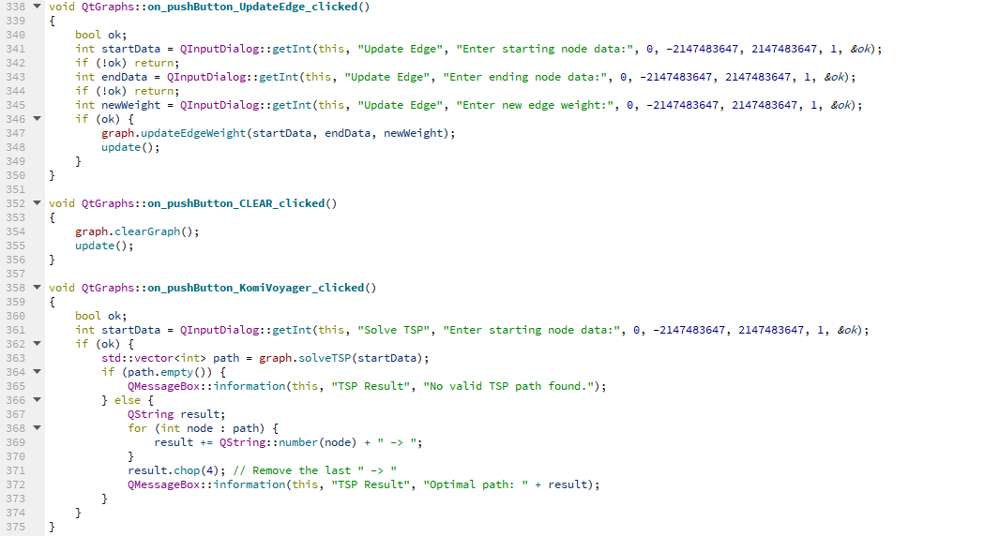 338 void QtGraphs::on_pushButton_UpdateEdge_clicked()
339 {
340     bool ok;
341     int startData = QInputDialog::getInt(this, "Update Edge", "Enter starting node data:", 0, -2147483647, 2147483647, 1, &ok);
342     if (!ok) return;
343     int endData = QInputDialog::getInt(this, "Update Edge", "Enter ending node data:", 0, -2147483647, 2147483647, 1, &ok);
344     if (!ok) return;
345     int newWeight = QInputDialog::getInt(this, "Update Edge", "Enter new edge weight:", 0, -2147483647, 2147483647, 1, &ok);
346     if (ok) {
347         graph.updateEdgeWeight(startData, endData, newWeight);
348         update();
349     }
350 }
351
352 void QtGraphs::on_pushButton_CLEAR_clicked()
353 {
354     graph.clearGraph();
355     update();
356 }
357
358 void QtGraphs::on_pushButton_KomiVoyager_clicked()
359 {
360     bool ok;
361     int startData = QInputDialog::getInt(this, "Solve TSP", "Enter starting node data:", 0, -2147483647, 2147483647, 1, &ok);
362     if (ok) {
363         std::vector<int> path = graph.solveTSP(startData);
364         if (path.empty()) {
365             QMessageBox::information(this, "TSP Result", "No valid TSP path found.");
366         } else {
367             QString result;
368             for (int node : path) {
369                 result += QString::number(node) + " -> ";
370             }
371             result.chop(4); // Remove the last " -> "
372             QMessageBox::information(this, "TSP Result", "Optimal path: " + result);
373         }
374     }
375 }